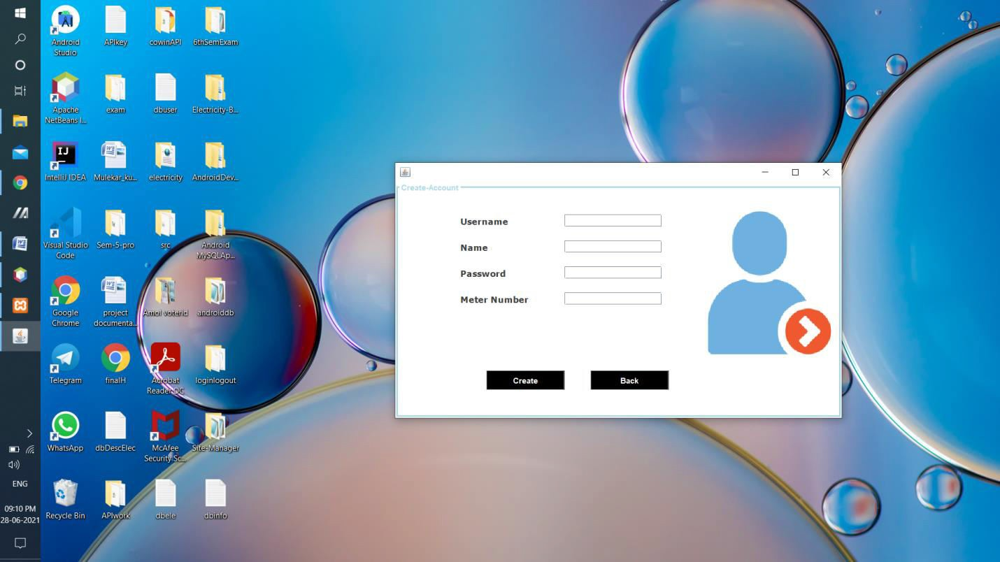 Android
Studio
APIkey
cowinAPI
6thSemExam
Apache
NetBeans I...
exam
dbuser
Electricity-B...
IJ
IntelliJ IDEA
Mulekar_ku...
electricity
AndroidDev...
Visual Studio
Code
Sem-5-pro
src
Android
MySQLAp...
Google
Chrome
project
documenta...
Amol voterid
androiddb
Telegram
finalH
Acrobat
Reader DC
loginlogout
WhatsApp
dbDescElec
McAfee
Security Sc...
Site-Manager
Recycle Bin
APIwork
dbele
dbinfo
ENG
09:10 PM
28-06-2021
Create-Account
Username
Name
Password
Meter Number
Create
Back